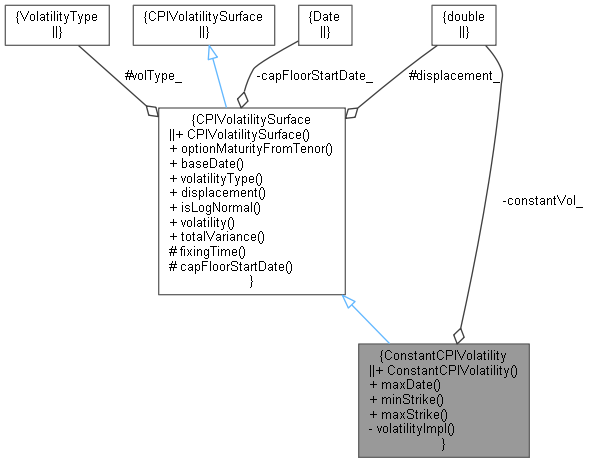 {VolatilityType
||}
{CPIVolatilitySurface
||}
{Date
||}
{double
||}
#volType_
-capFloorStartDate_
#displacement_
{CPIVolatilitySurface
||+ CPIVolatilitySurface()
+ optionMaturityFromTenor()
+ baseDate()
+ volatilityType()
+ displacement()
+ isLogNormal()
+ volatility()
+ totalVariance()
# fixingTime()
# capFloorStartDate()
}
-constantVol_
{ConstantCPIVolatility
||+ ConstantCPIVolatility()
+ maxDate()
+ minStrike()
+ maxStrike()
- volatilityImpl()
}